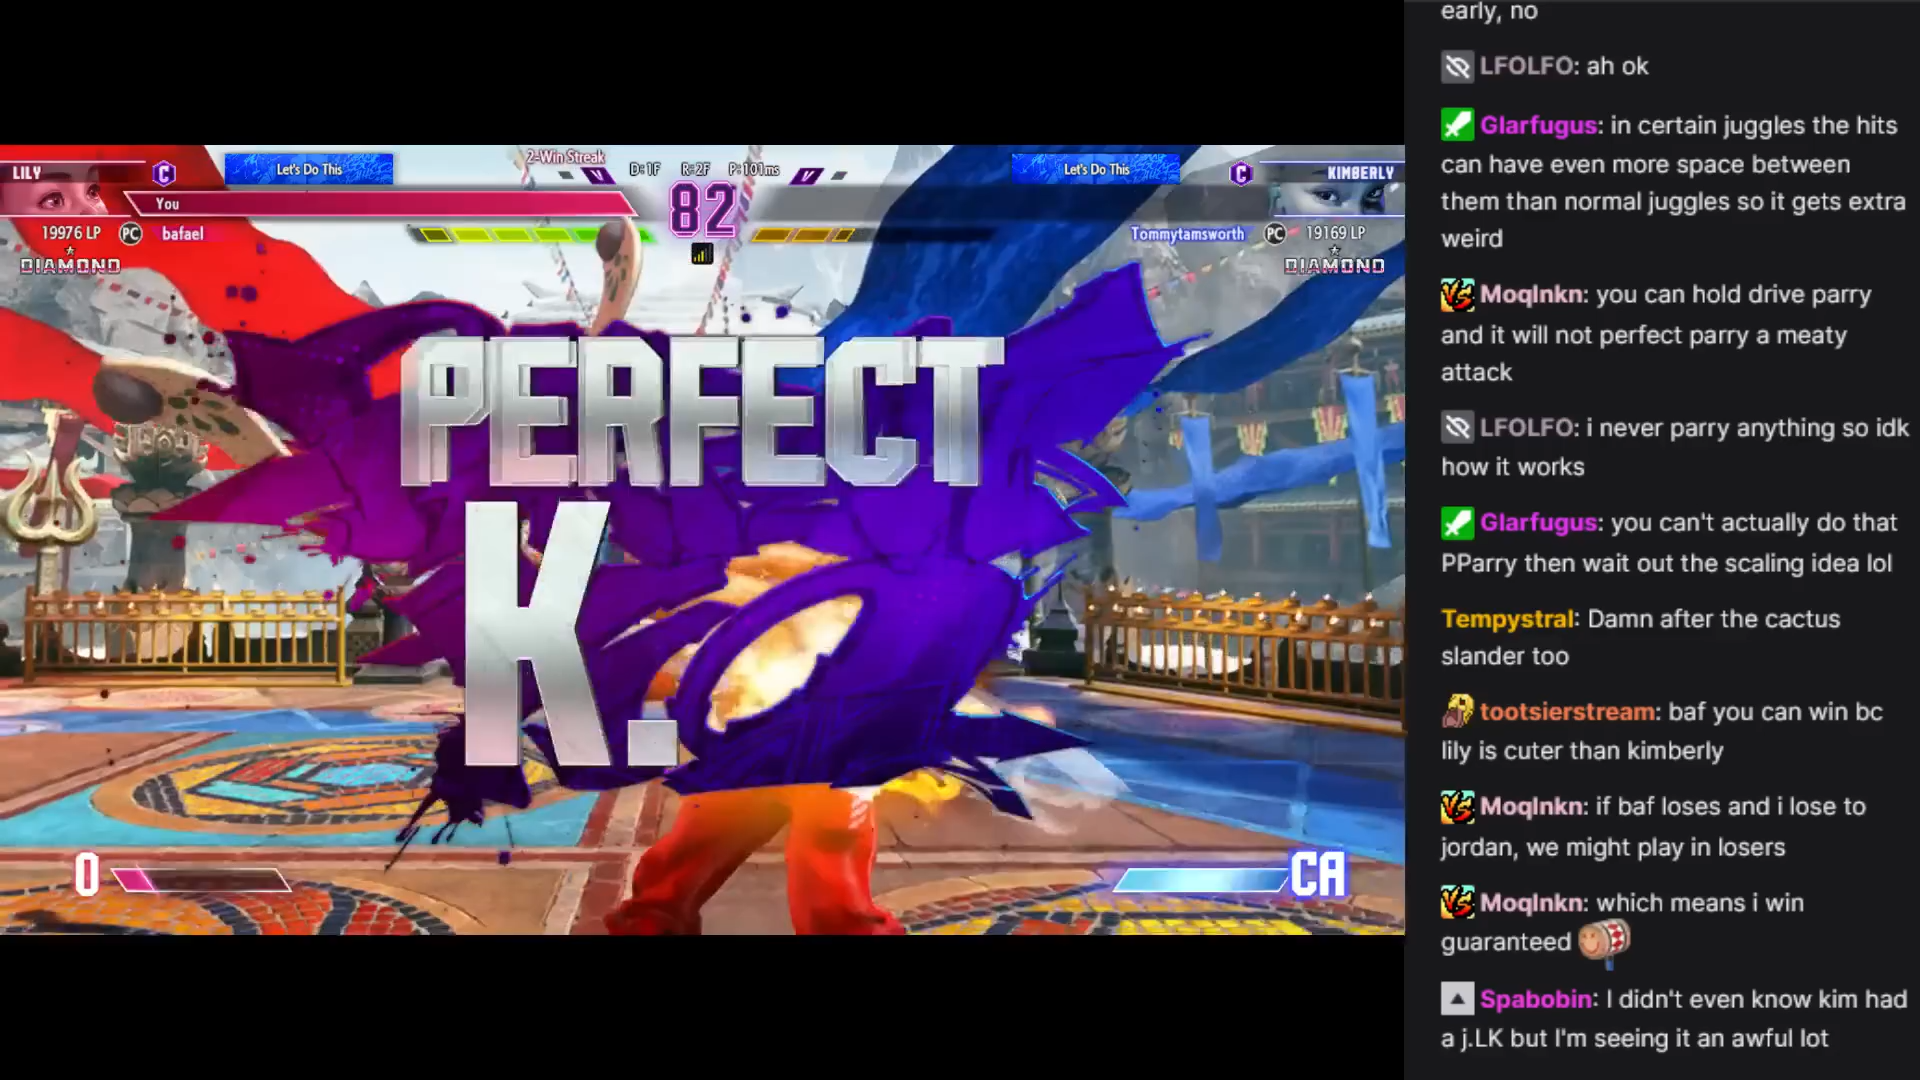 LILY
C
Let's Do This
2-Win Streak
D:1F R:2F P:101ms
V
V
Let's Do This
C
KIMBERLY
You
82
19976 LP
PC
bafael
Tommytamsworth
PC
19169 LP
DIAMOND
DIAMOND
PERFECT
K.O
0
CA
early, no
LFOLFO: ah ok
Glarfugus: in certain juggles the hits
can have even more space between
them than normal juggles so it gets extra
weird
MoqInkn: you can hold drive parry
and it will not perfect parry a meaty
attack
LFOLFO: i never parry anything so idk
how it works
Glarfugus: you can't actually do that
PParry then wait out the scaling idea lol
Tempystral: Damn after the cactus
slander too
tootsierstream: baf you can win bc
lily is cuter than kimberly
MoqInkn: if baf loses and i lose to
jordan, we might play in losers
MoqInkn: which means i win
guaranteed
Spabobin: I didn't even know kim had
a j.LK but I'm seeing it an awful lot